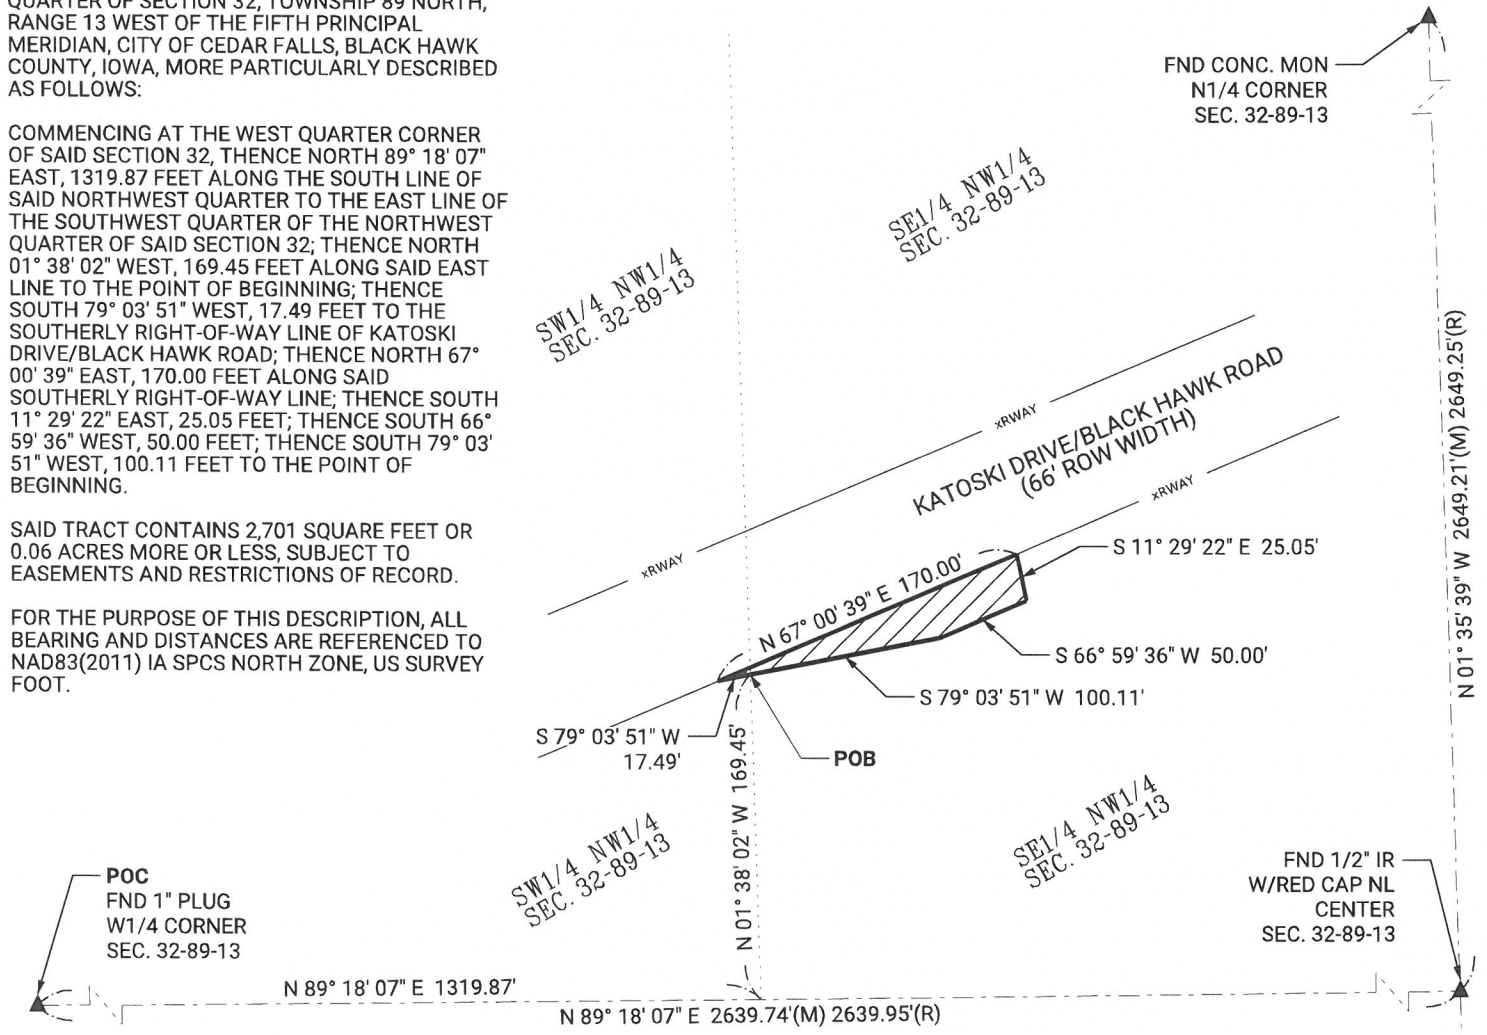 QUARTER OF SECTION 32, TOWNSHIP 89 NORTH,
RANGE 13 WEST OF THE FIFTH PRINCIPAL
MERIDIAN, CITY OF CEDAR FALLS, BLACK HAWK
COUNTY, IOWA, MORE PARTICULARLY DESCRIBED
AS FOLLOWS:
COMMENCING AT THE WEST QUARTER CORNER
OF SAID SECTION 32, THENCE NORTH 89° 18' 07"
EAST, 1319.87 FEET ALONG THE SOUTH LINE OF
SAID NORTHWEST QUARTER TO THE EAST LINE OF
THE SOUTHWEST QUARTER OF THE NORTHWEST
QUARTER OF SAID SECTION 32; THENCE NORTH
01° 38' 02" WEST, 169.45 FEET ALONG SAID EAST
LINE TO THE POINT OF BEGINNING; THENCE
SOUTH 79° 03' 51" WEST, 17.49 FEET TO THE
SOUTHERLY RIGHT-OF-WAY LINE OF KATOSKI
DRIVE/BLACK HAWK ROAD; THENCE NORTH 67°
00' 39" EAST, 170.00 FEET ALONG SAID
SOUTHERLY RIGHT-OF-WAY LINE; THENCE SOUTH
11° 29' 22" EAST, 25.05 FEET; THENCE SOUTH 66°
59' 36" WEST, 50.00 FEET; THENCE SOUTH 79° 03'
51" WEST, 100.11 FEET TO THE POINT OF
BEGINNING.
SAID TRACT CONTAINS 2,701 SQUARE FEET OR
0.06 ACRES MORE OR LESS, SUBJECT TO
EASEMENTS AND RESTRICTIONS OF RECORD.
FOR THE PURPOSE OF THIS DESCRIPTION, ALL
BEARING AND DISTANCES ARE REFERENCED TO
NAD83(2011) IA SPCS NORTH ZONE, US SURVEY
FOOT.
FND CONC. MON
N1/4 CORNER
SEC. 32-89-13
SE1/4 NW1/4
SEC. 32-89-13
SW1/4 NW1/4
SEC. 32-89-13
N 01° 35' 39" W 2649.21'(M) 2649.25'(R)
xRWAY
KATOSKI DRIVE/BLACK HAWK ROAD
(66' ROW WIDTH)
xRWAY
xRWAY
S 11° 29' 22" E 25.05'
N 67° 00' 39" E 170.00'
S 66° 59' 36" W 50.00'
S 79° 03' 51" W 100.11'
S 79° 03' 51" W
17.49'
POB
N 01° 38' 02" W 169.45'
SW1/4 NW1/4
SEC. 32-89-13
SE1/4 NW1/4
SEC. 32-89-13
POC
FND 1" PLUG
W1/4 CORNER
SEC. 32-89-13
FND 1/2" IR
W/RED CAP NL
CENTER
SEC. 32-89-13
N 89° 18' 07" E 1319.87'
N 89° 18' 07" E 2639.74'(M) 2639.95'(R)